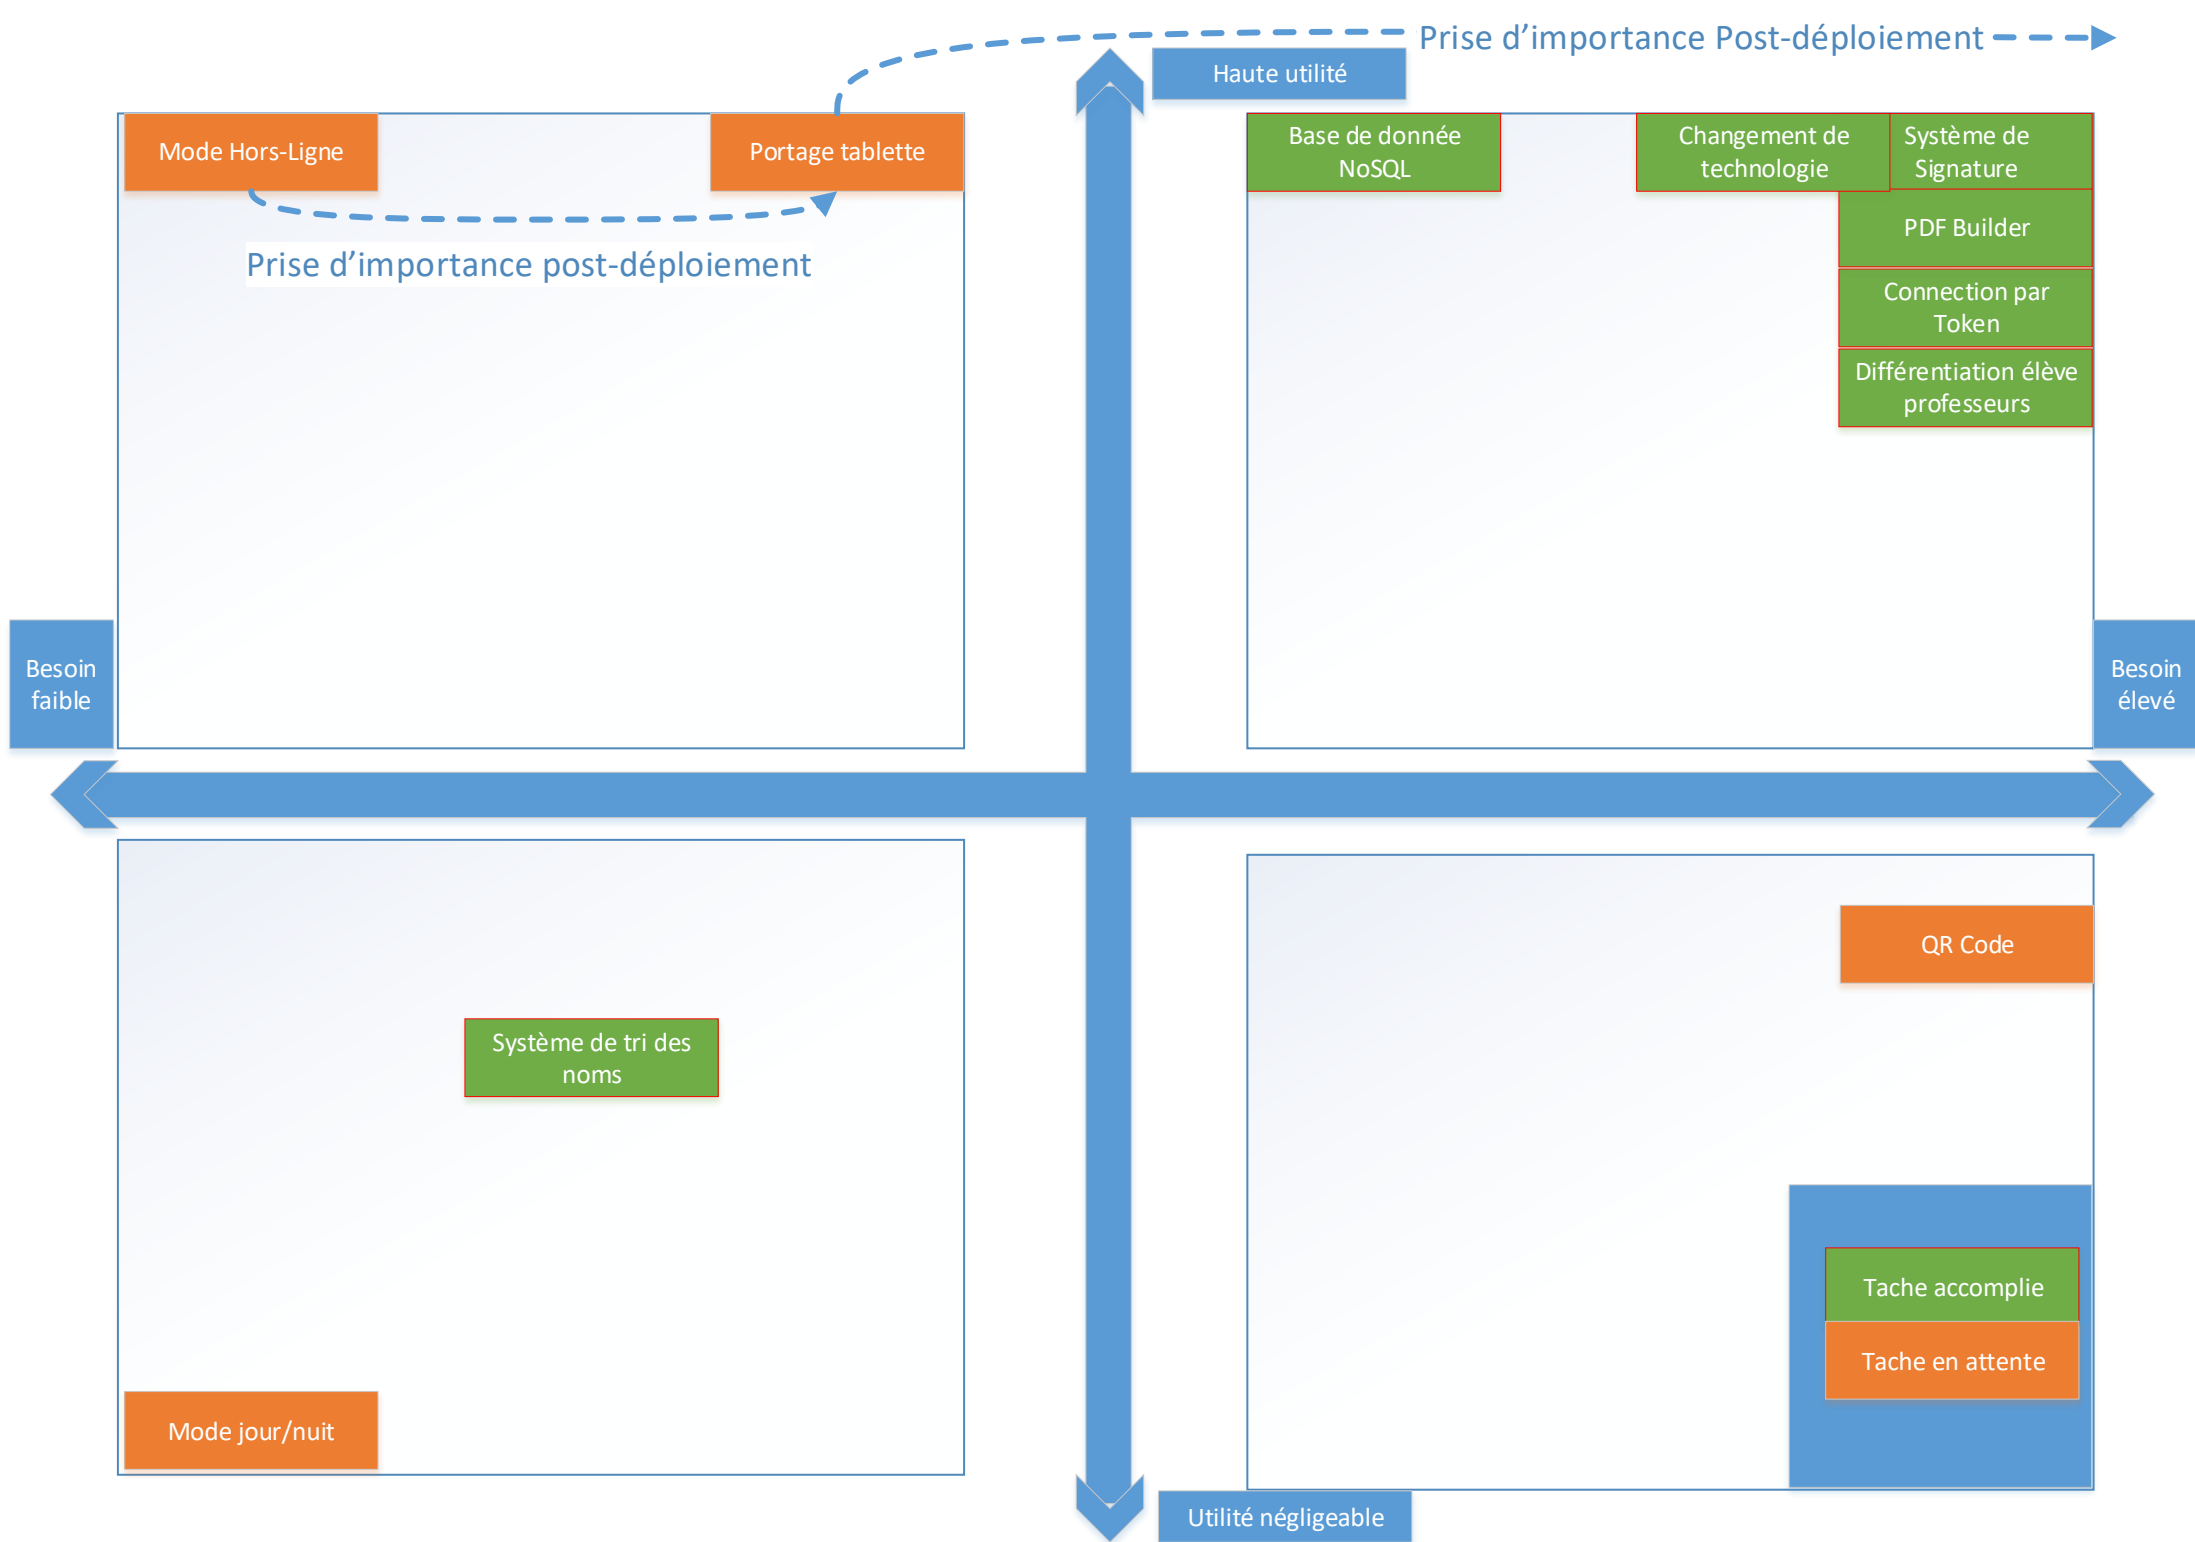 Prise d’importance Post-déploiement
Haute utilité
Mode Hors-Ligne
Portage tablette
Prise d’importance post-déploiement
Base de donnée
NoSQL
Changement de
technologie
Système de
Signature
PDF Builder
Connection par
Token
Différentiation élève
professeurs
Besoin
faible
Besoin
élevé
Système de tri des
noms
Mode jour/nuit
QR Code
Tache accomplie
Tache en attente
Utilité négligeable